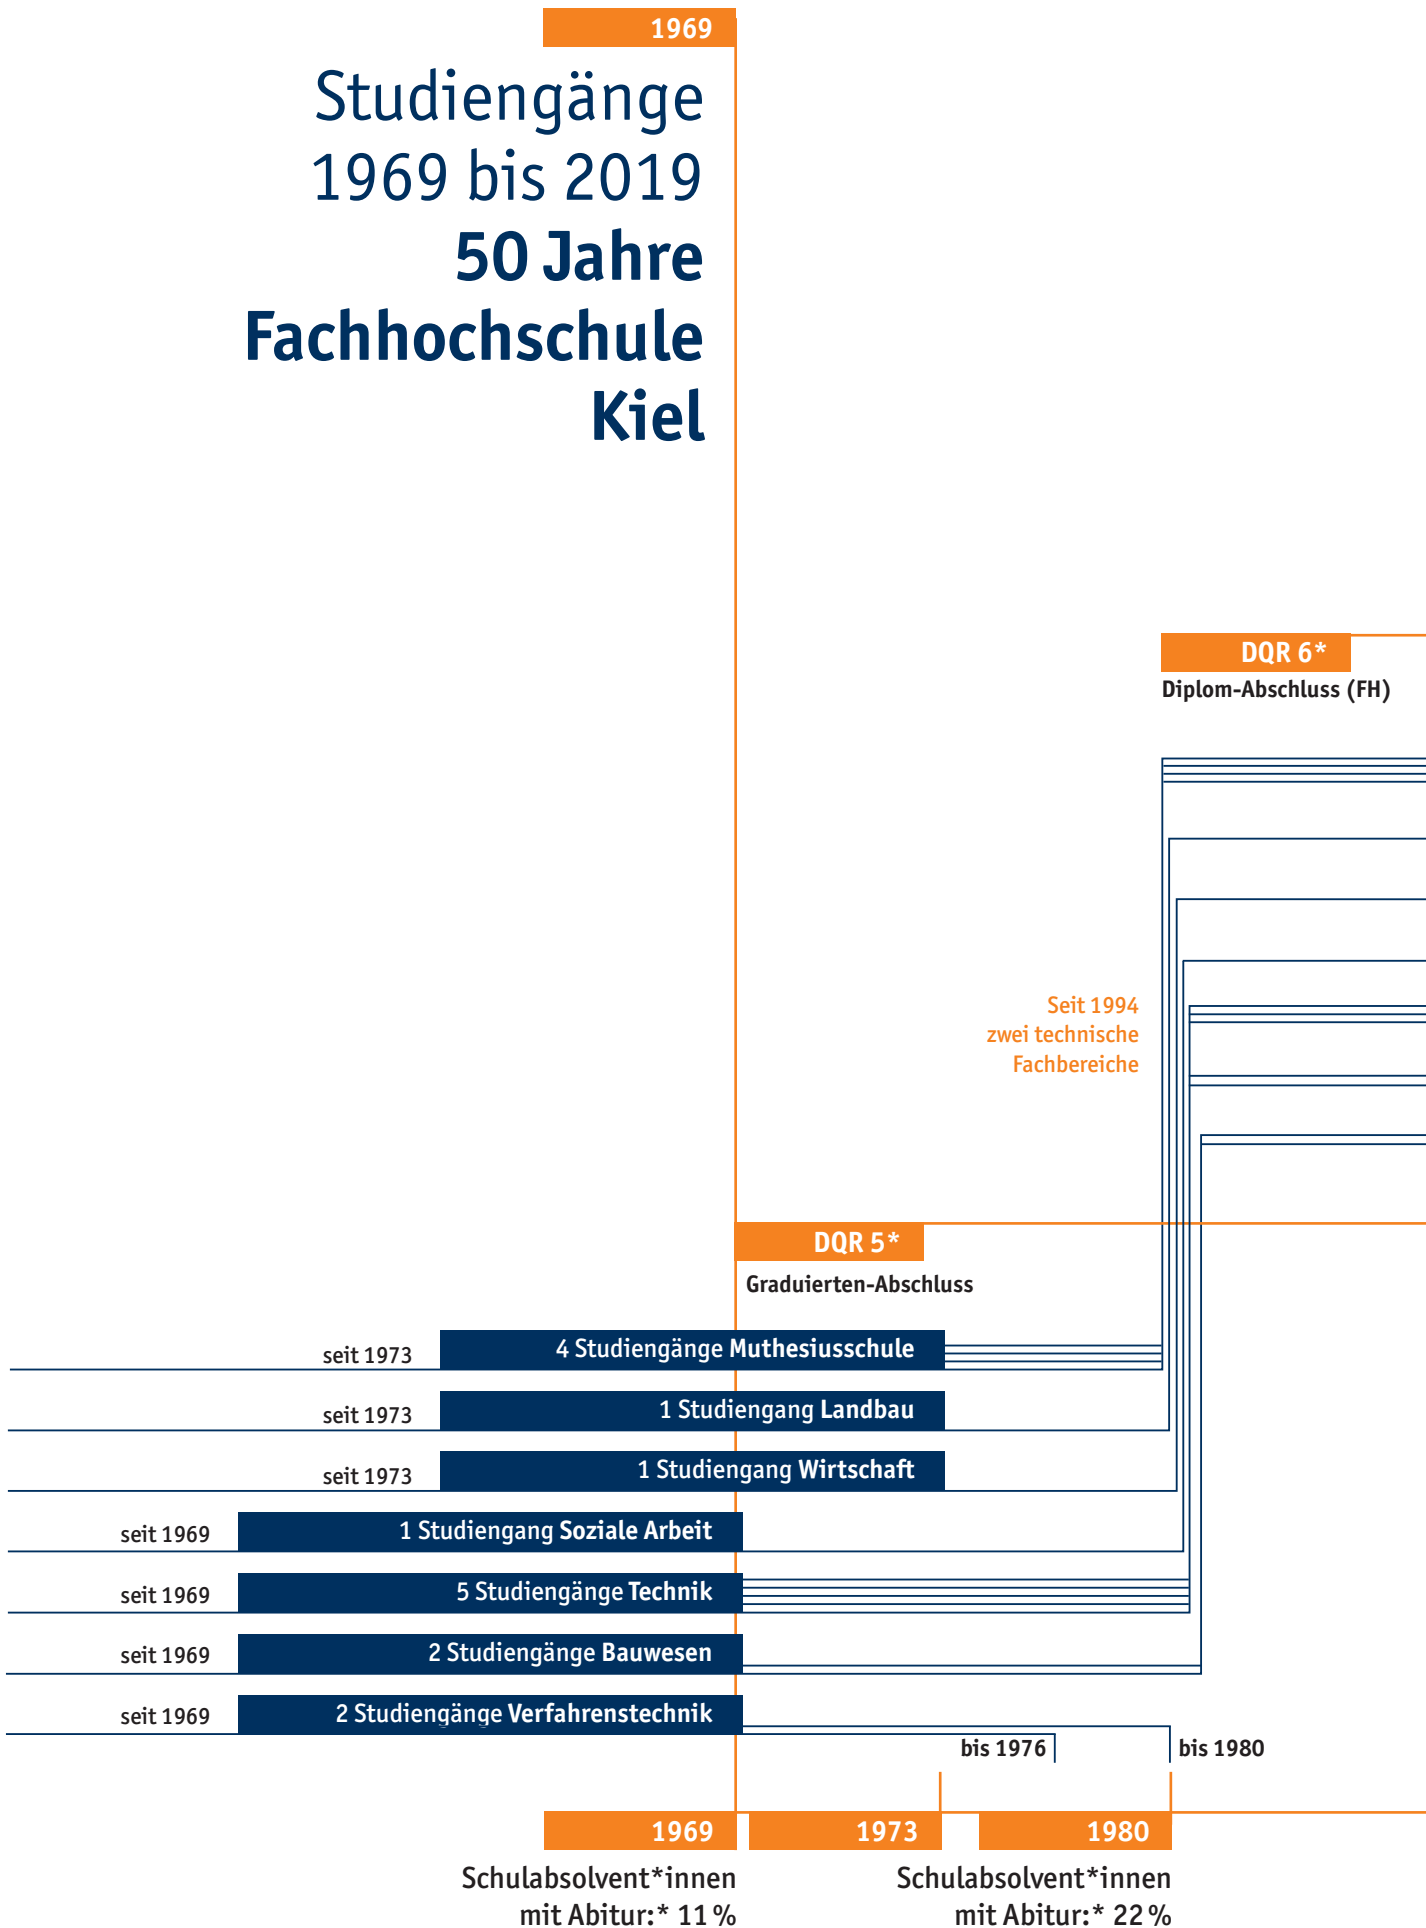 1969
Studiengänge
1969 bis 2019
50 Jahre
Fachhochschule
Kiel
DQR 6*
Diplom-Abschluss (FH)
Seit 1994
zwei technische
Fachbereiche
DQR 5*
Graduierten-Abschluss
seit 1973 4 Studiengänge Muthesiusschule
seit 1973 1 Studiengang Landbau
seit 1973 1 Studiengang Wirtschaft
seit 1969 1 Studiengang Soziale Arbeit
seit 1969 5 Studiengänge Technik
seit 1969 2 Studiengänge Bauwesen
seit 1969 2 Studiengänge Verfahrenstechnik
bis 1976 bis 1980
1969 1973 1980
Schulabsolvent*innen
mit Abitur:* 11 %
Schulabsolvent*innen
mit Abitur:* 22 %